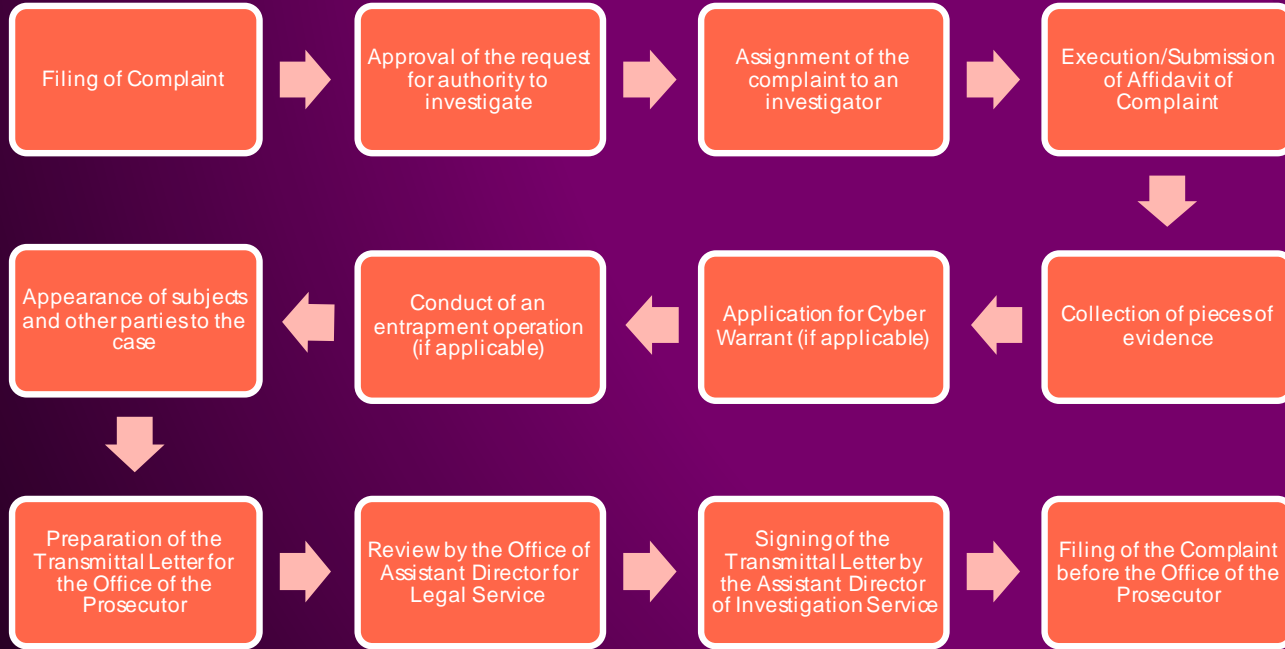 Filing of Complaint
Approval of the request
for authority to
investigate
Assignment of the
complaint to an
investigator
Execution/Submission
of Affidavit of
Complaint
Collection of pieces of
evidence
Application for Cyber
Warrant (if applicable)
Conduct of an
entrapment operation
(if applicable)
Appearance of subjects
and other parties to the
case
Preparation of the
Transmittal Letter for
the Office of the
Prosecutor
Review by the Office of
Assistant Director for
Legal Service
Signing of the
Transmittal Letter by
the Assistant Director
of Investigation Service
Filing of the Complaint
before the Office of the
Prosecutor